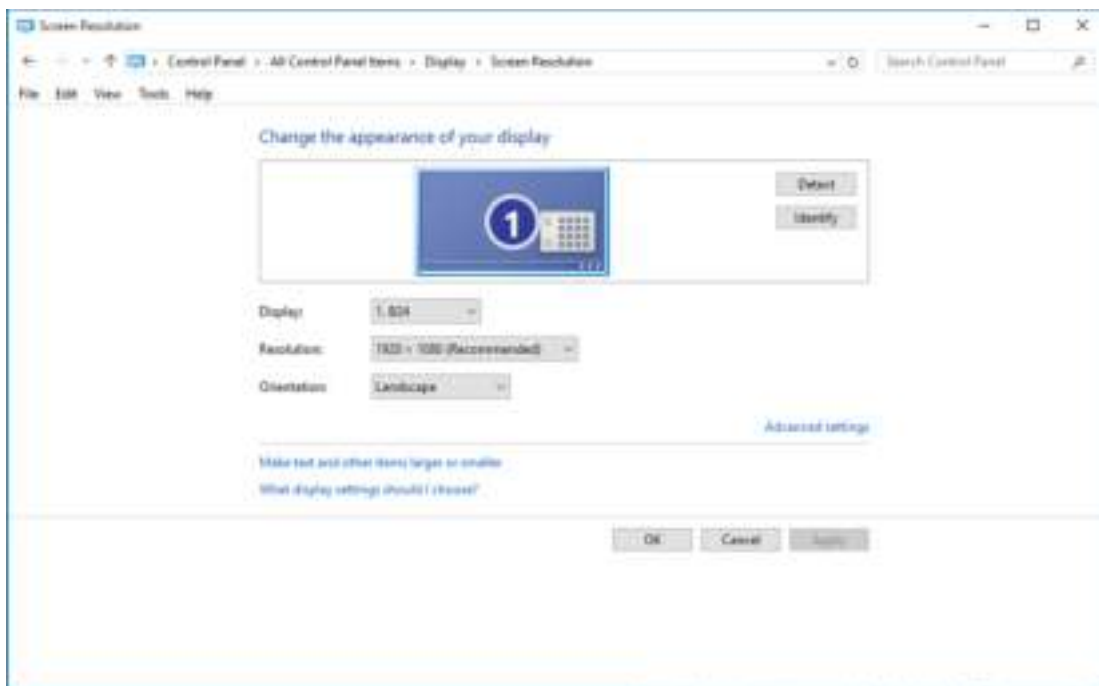 Screen Resolution
Control Panel › All Control Panel Items › Display › Screen Resolution
Search Control Panel
File Edit View Tools Help
Change the appearance of your display
1
Detect
Identify
Display:
Resolution: 1920 × 1080 (Recommended)
Orientation: Landscape
Advanced settings
Make text and other items larger or smaller
What display settings should I choose?
OK Cancel Apply